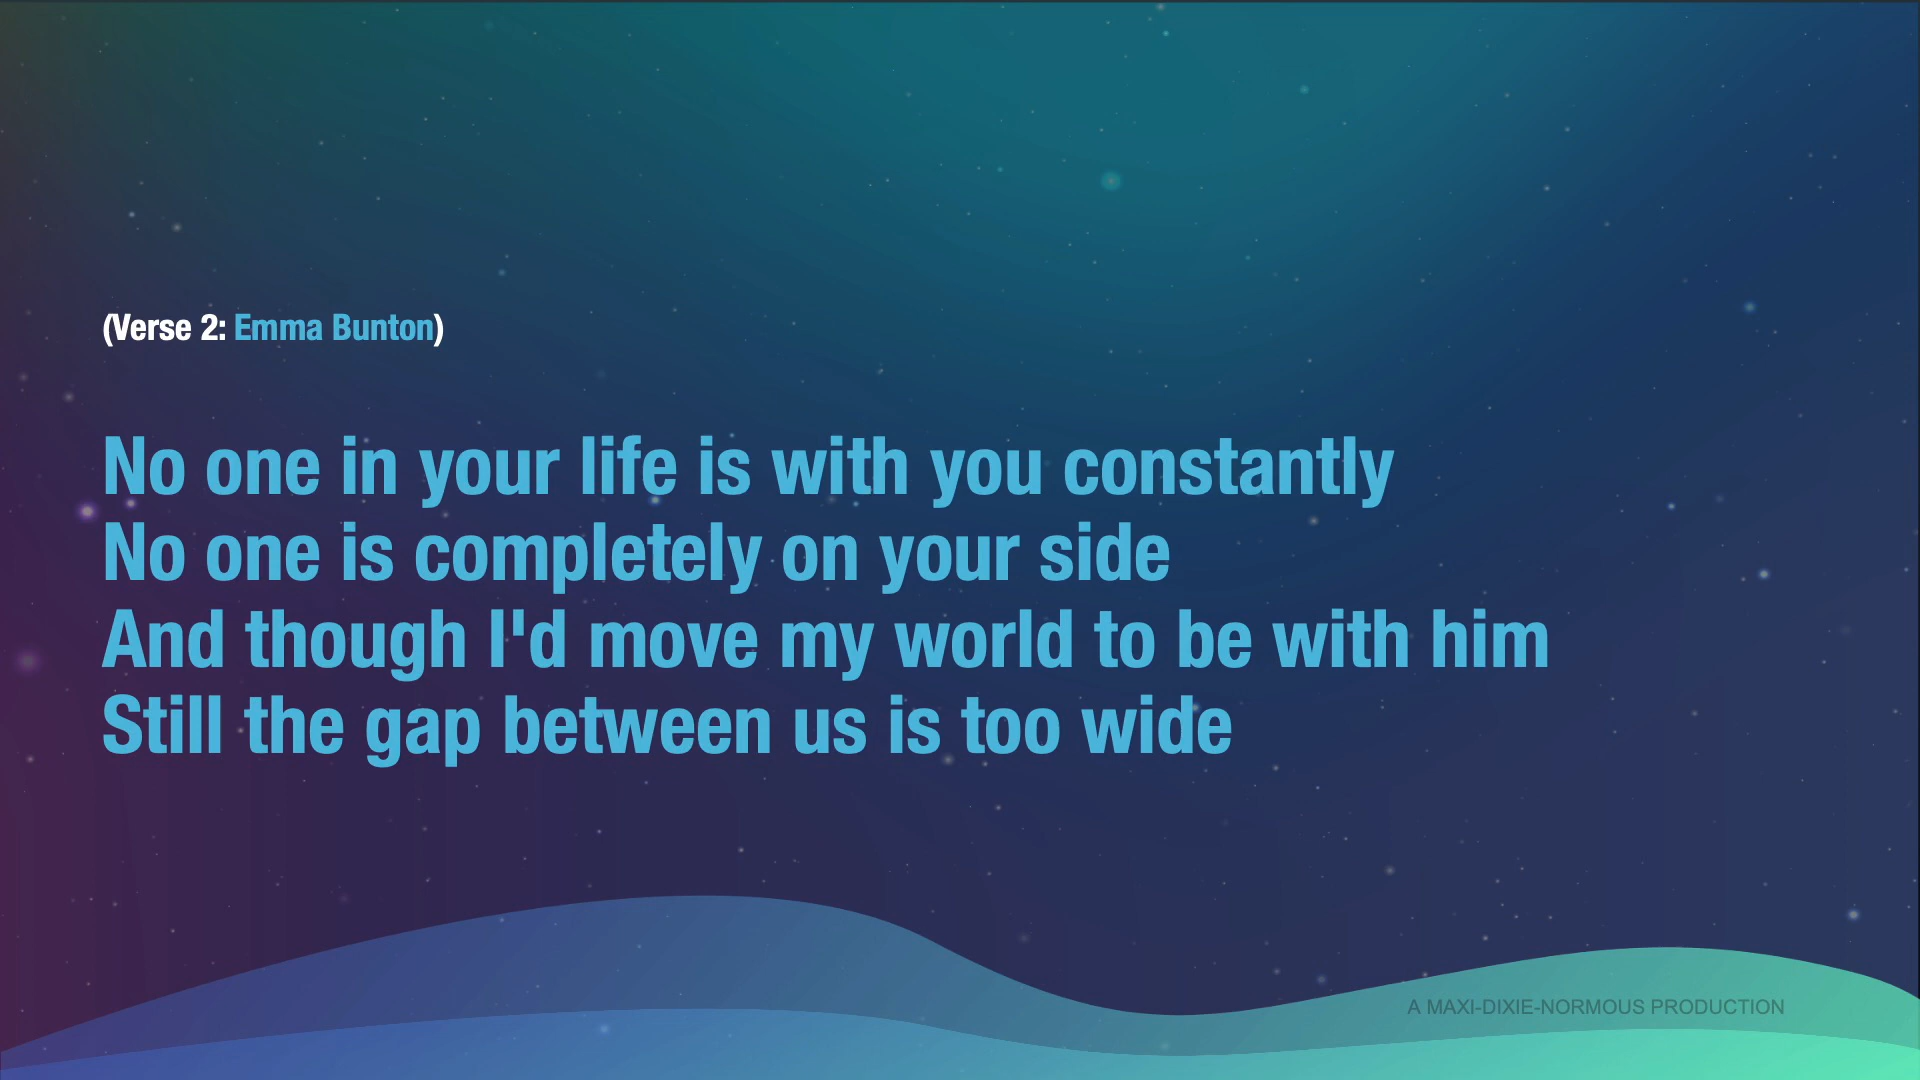 (Verse 2: Emma Bunton)
No one in your life is with you constantly
No one is completely on your side
And though I'd move my world to be with him
Still the gap between us is too wide
A MAXI-DIXIE-NORMOUS PRODUCTION